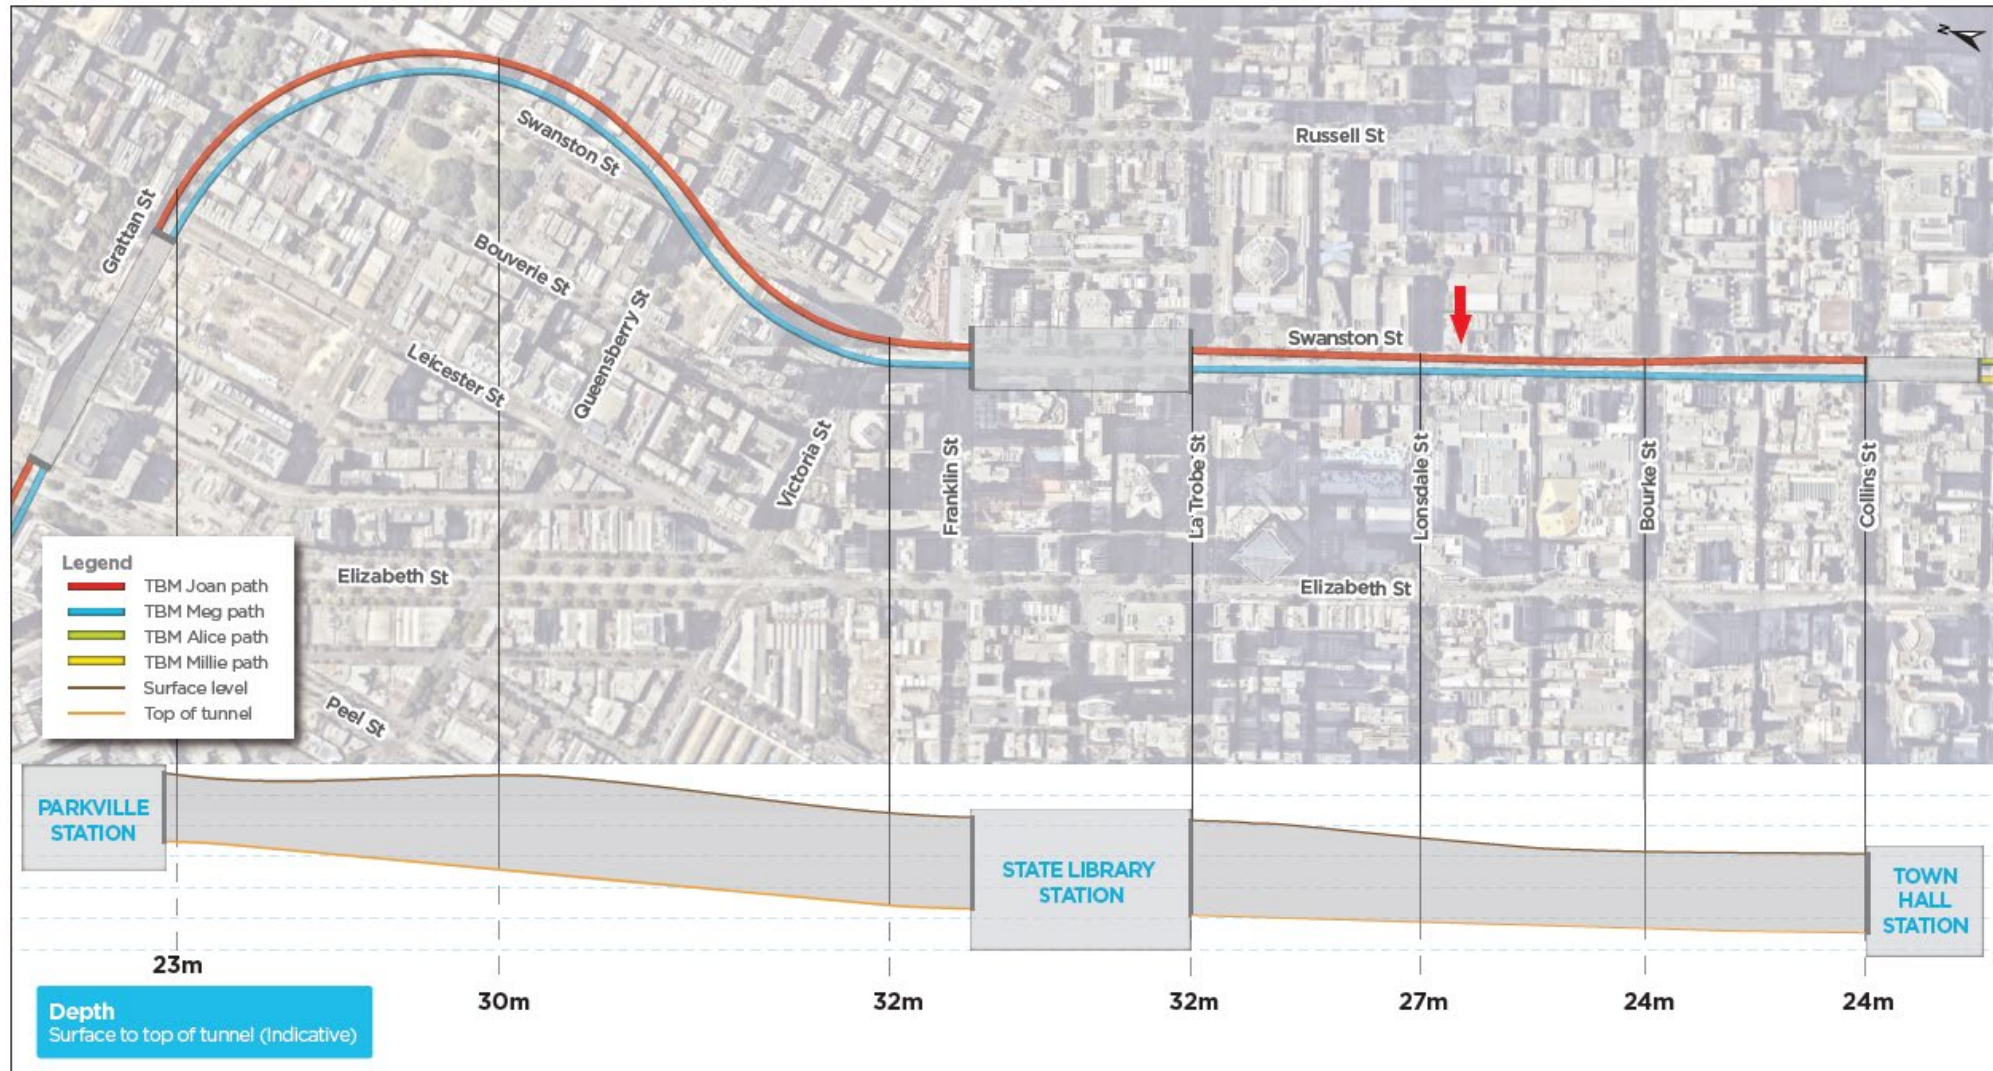 N
Russell St
Swanston St
Grattan St
Bouverie St
Queensberry St
Swanston St
Leicester St
Victoria St
Franklin St
La Trobe St
Lonsdale St
Bourke St
Collins St
Legend
TBM Joan path
TBM Meg path
TBM Alice path
TBM Millie path
Surface level
Top of tunnel
Elizabeth St
Elizabeth St
Peel St
PARKVILLE
STATION
STATE LIBRARY
STATION
TOWN
HALL
STATION
23m
30m
32m
32m
27m
24m
24m
Depth
Surface to top of tunnel (Indicative)